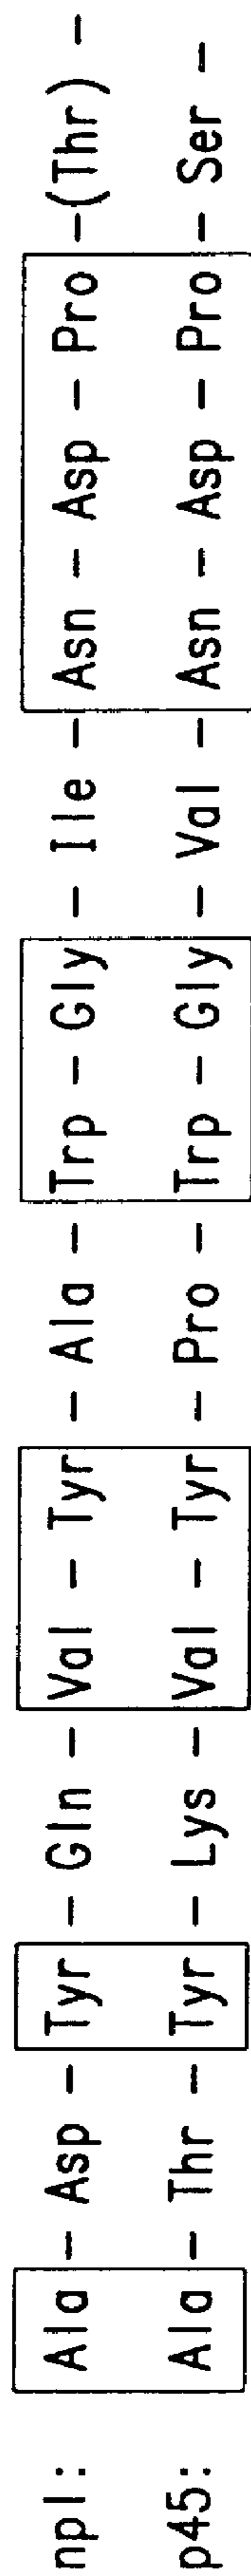 npl: Ala - Asp - Tyr - Gln - Val - Tyr - Ala - Trp - Gly - Ile - Asn - Asp - Pro -(Thr) -
p45: Ala - Thr - Tyr - Lys - Val - Tyr - Pro - Trp - Gly - Val - Asn - Asp - Pro - Ser -